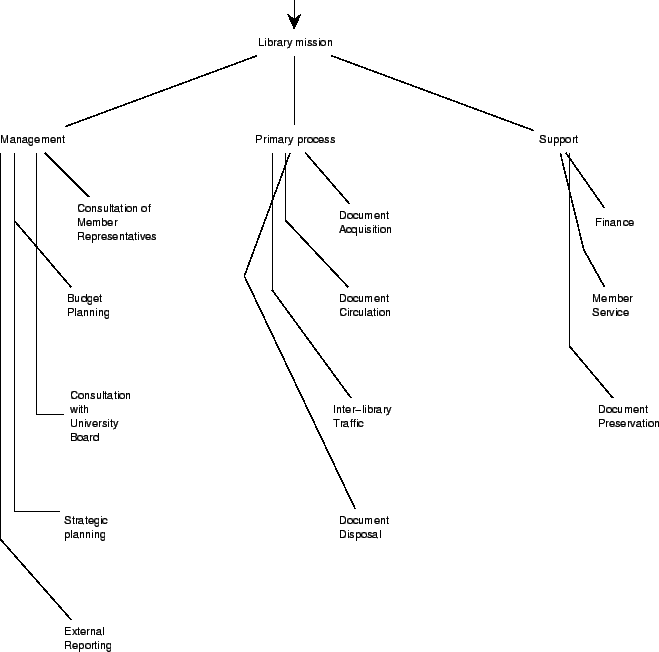 Library mission
Management
Primary process
Support
Consultation of
Member
Representatives
Document
Acquisition
Finance
Budget
Planning
Document
Circulation
Member
Service
Consultation
with
University
Board
Inter-library
Traffic
Document
Preservation
Strategic
planning
Document
Disposal
External
Reporting